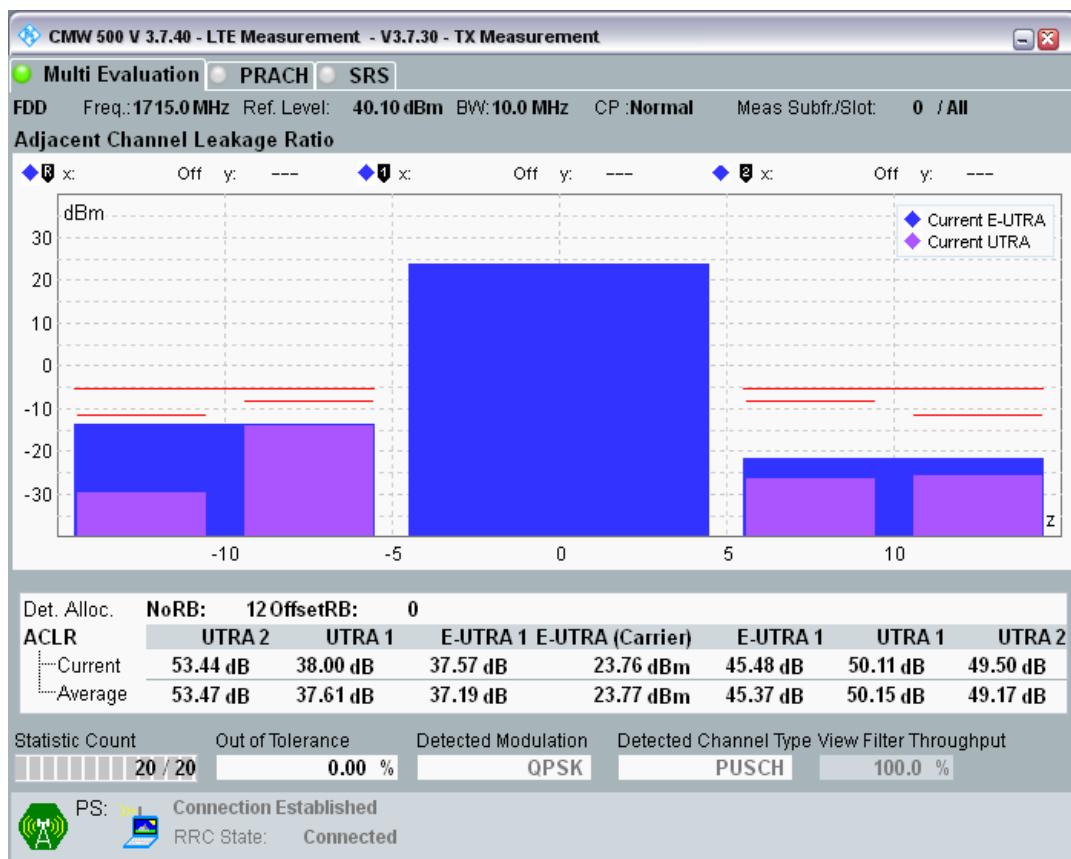 CMW 500 V 3.7.40 - LTE Measurement - V3.7.30 - TX Measurement
Multi Evaluation PRACH SRS
FDD Freq.:1715.0 MHz Ref. Level: 40.10 dBm BW:10.0 MHz CP :Normal Meas Subfr./Slot: 0 / All
Adjacent Channel Leakage Ratio
R x: Off y: --- 1 x: Off y: --- 2 x: Off y: ---
dBm
Current E-UTRA
Current UTRA
30
20
10
0
-10
-20
-30
z
-10 -5 0 5 10
Det. Alloc. NoRB: 12 OffsetRB: 0
ACLR UTRA 2 UTRA 1 E-UTRA 1 E-UTRA (Carrier) E-UTRA 1 UTRA 1 UTRA 2
Current 53.44 dB 38.00 dB 37.57 dB 23.76 dBm 45.48 dB 50.11 dB 49.50 dB
Average 53.47 dB 37.61 dB 37.19 dB 23.77 dBm 45.37 dB 50.15 dB 49.17 dB
Statistic Count Out of Tolerance Detected Modulation Detected Channel Type View Filter Throughput
20 / 20 0.00 % QPSK PUSCH 100.0 %
PS: Connection Established
RRC State: Connected